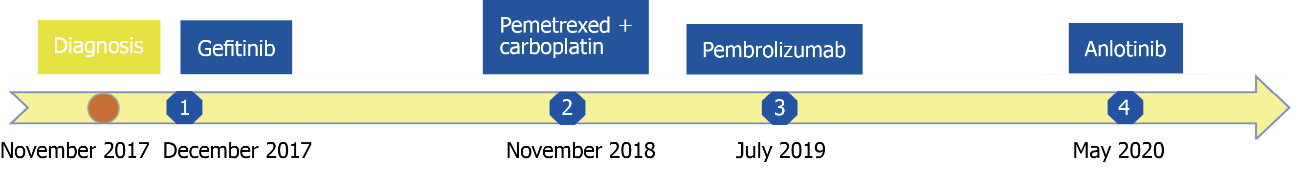 Diagnosis
Gefitinib
Pemetrexed +
carboplatin
Pembrolizumab
Anlotinib
1
2
3
4
November 2017
December 2017
November 2018
July 2019
May 2020